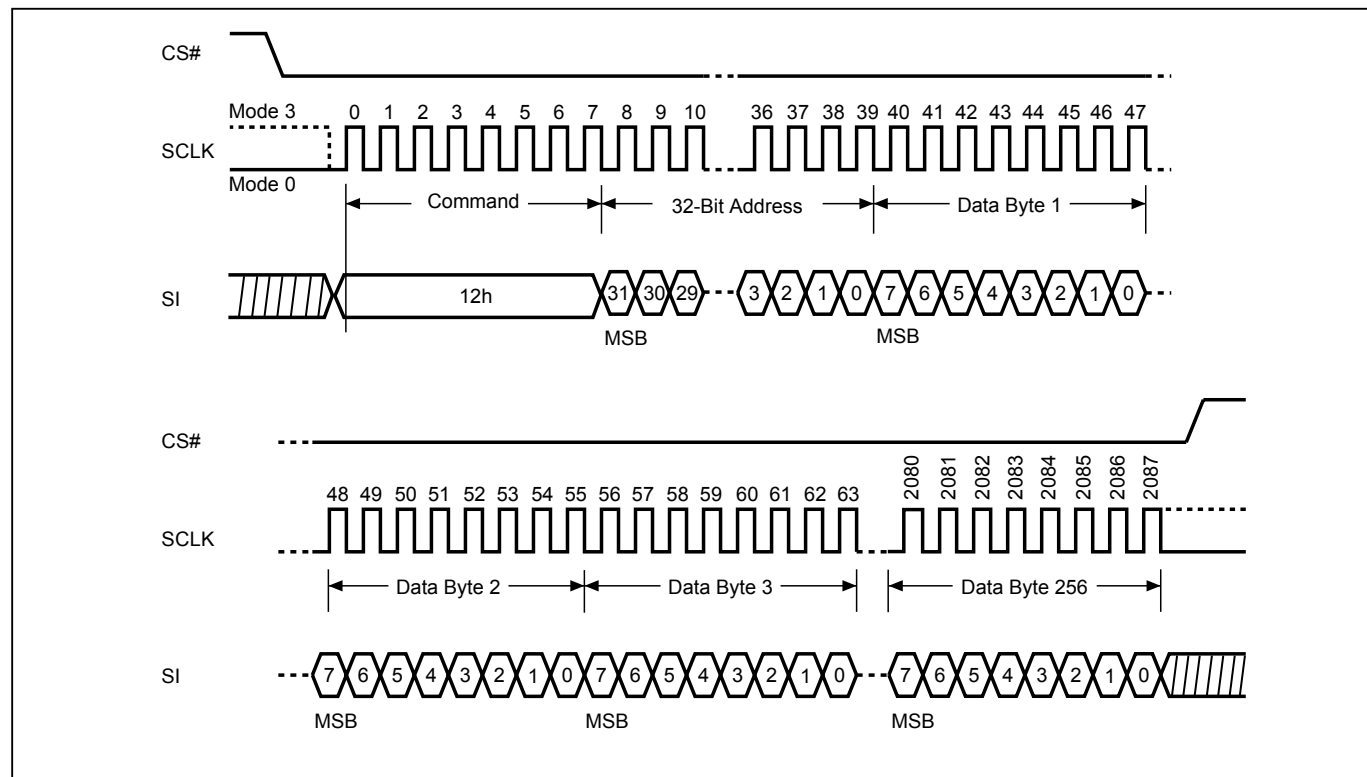 CS#
Mode 3
0 1 2 3 4 5 6 7 8 9 10 36 37 38 39 40 41 42 43 44 45 46 47
SCLK
Mode 0
Command 32-Bit Address Data Byte 1
SI 12h 31 30 29 3 2 1 0 7 6 5 4 3 2 1 0
MSB MSB
CS#
48 49 50 51 52 53 54 55 56 57 58 59 60 61 62 63 2080 2081 2082 2083 2084 2085 2086 2087
SCLK
Data Byte 2 Data Byte 3 Data Byte 256
SI 7 6 5 4 3 2 1 0 7 6 5 4 3 2 1 0 7 6 5 4 3 2 1 0
MSB MSB MSB